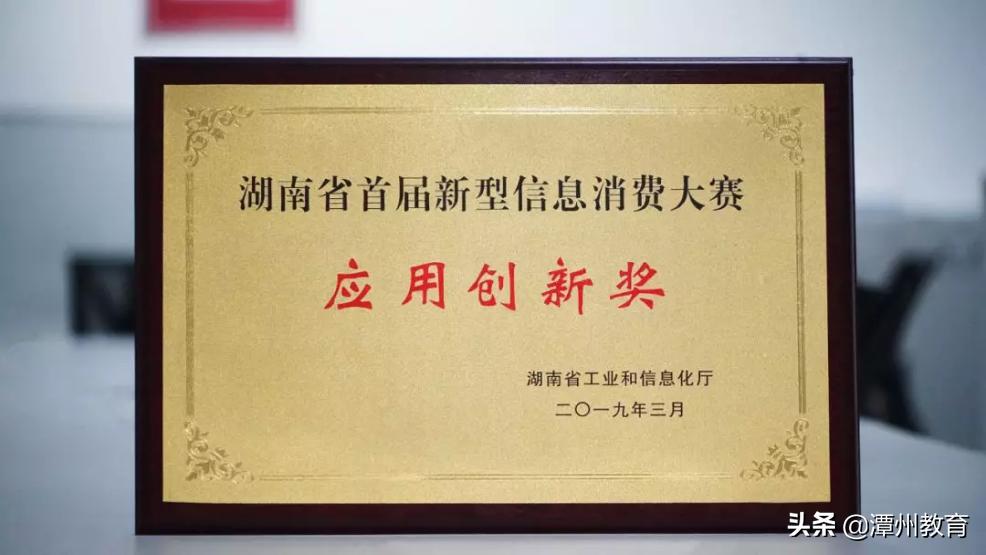 湖南省首届新型信息消费大赛
应用创新奖
湖南省工业和信息化厅
二〇一九年三月
头条 @潭州教育